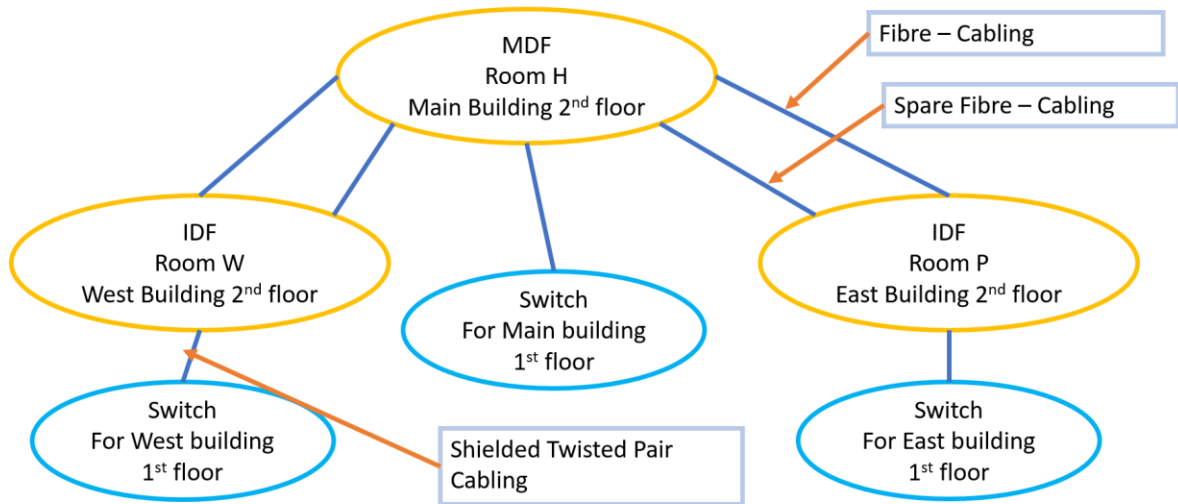 MDF
Room H
Main Building 2nd floor
Fibre – Cabling
Spare Fibre – Cabling
IDF
Room W
West Building 2nd floor
IDF
Room P
East Building 2nd floor
Switch
For Main building
1st floor
Switch
For West building
1st floor
Shielded Twisted Pair
Cabling
Switch
For East building
1st floor